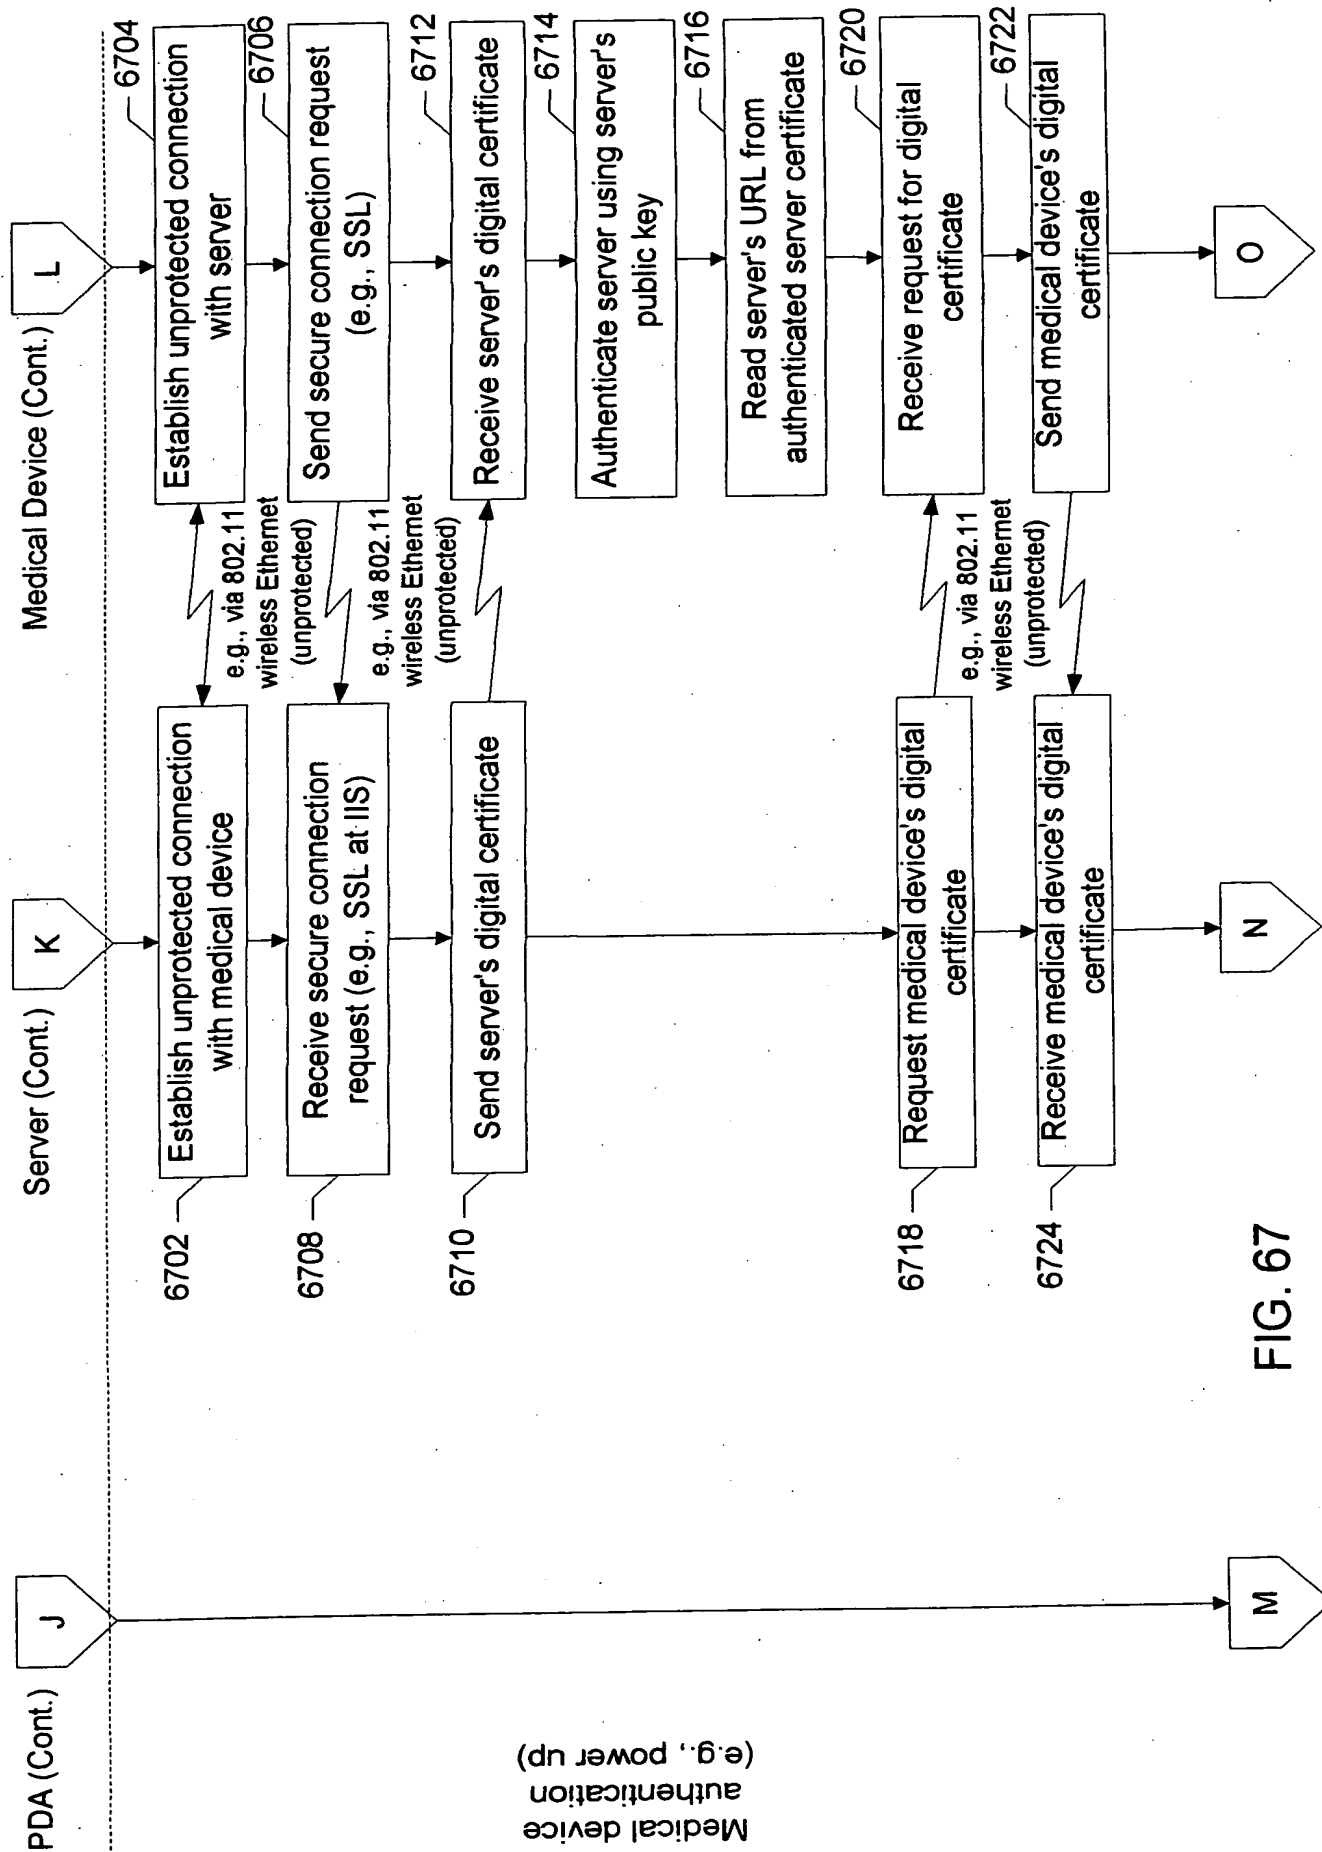 PDA (Cont.)
Server (Cont.)
Medical Device (Cont.)
J
K
L
Medical device
authentication
(e.g., power up)
6702
Establish unprotected connection
with medical device
6704
Establish unprotected connection
with server
e.g., via 802.11
wireless Ethernet
(unprotected)
6706
Send secure connection request
(e.g., SSL)
6708
Receive secure connection
request (e.g., SSL at IIS)
e.g., via 802.11
wireless Ethernet
(unprotected)
6710
Send server's digital certificate
6712
Receive server's digital certificate
6714
Authenticate server using server's
public key
6716
Read server's URL from
authenticated server certificate
6718
Request medical device's digital
certificate
6720
Receive request for digital
certificate
e.g., via 802.11
wireless Ethernet
(unprotected)
6722
Send medical device's digital
certificate
6724
Receive medical device's digital
certificate
M
N
O
FIG. 67